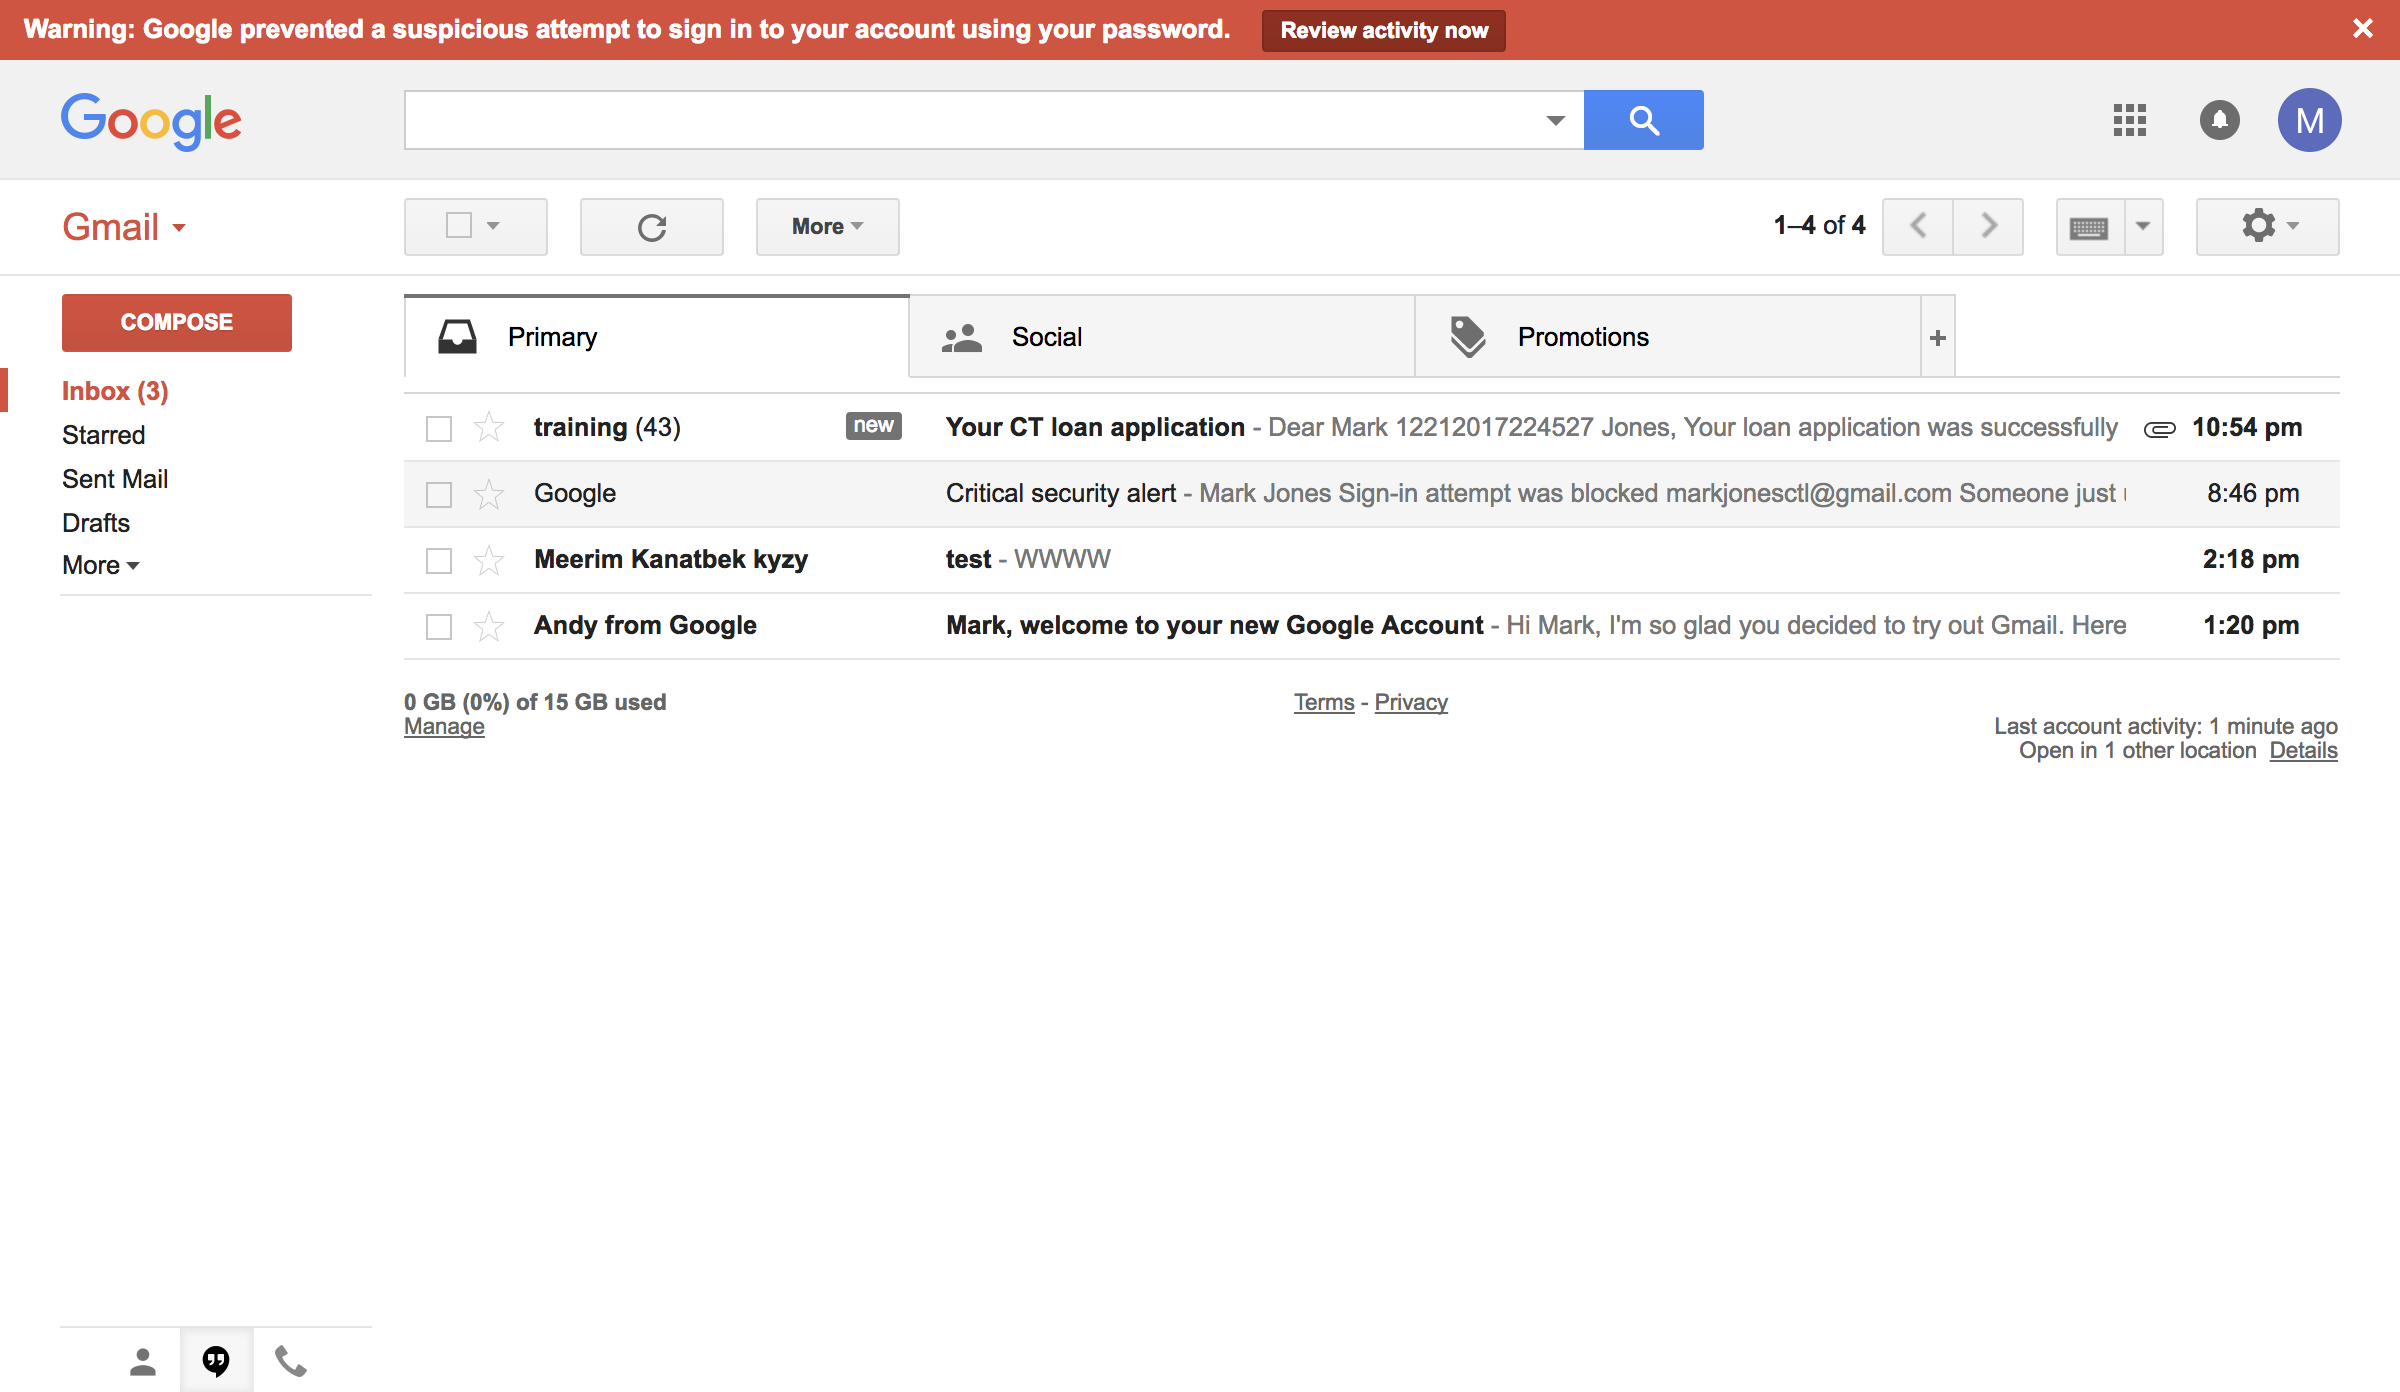 Warning: Google prevented a suspicious attempt to sign in to your account using your password. Review activity now
Google
M
Gmail
More
1–4 of 4
COMPOSE
Inbox (3)
Starred
Sent Mail
Drafts
More
Primary
Social
Promotions
+
training (43) new Your CT loan application - Dear Mark 12212017224527 Jones, Your loan application was successfully 10:54 pm
Google Critical security alert - Mark Jones Sign-in attempt was blocked markjonesctl@gmail.com Someone just 8:46 pm
Meerim Kanatbek kyzy test - WWWW 2:18 pm
Andy from Google Mark, welcome to your new Google Account - Hi Mark, I'm so glad you decided to try out Gmail. Here 1:20 pm
0 GB (0%) of 15 GB used
Manage
Terms - Privacy
Last account activity: 1 minute ago
Open in 1 other location Details